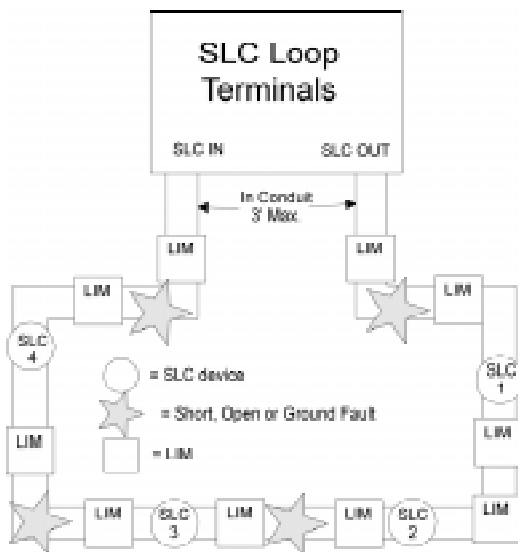 SLC Loop
Terminals
SLC IN
SLC OUT
In Conduit
3' Max.
LIM
LIM
LIM
LIM
SLC
4
SLC
1
= SLC device
= Short, Open or Ground Fault
= LIM
LIM
LIM
LIM
SLC
3
LIM
LIM
SLC
2
LIM